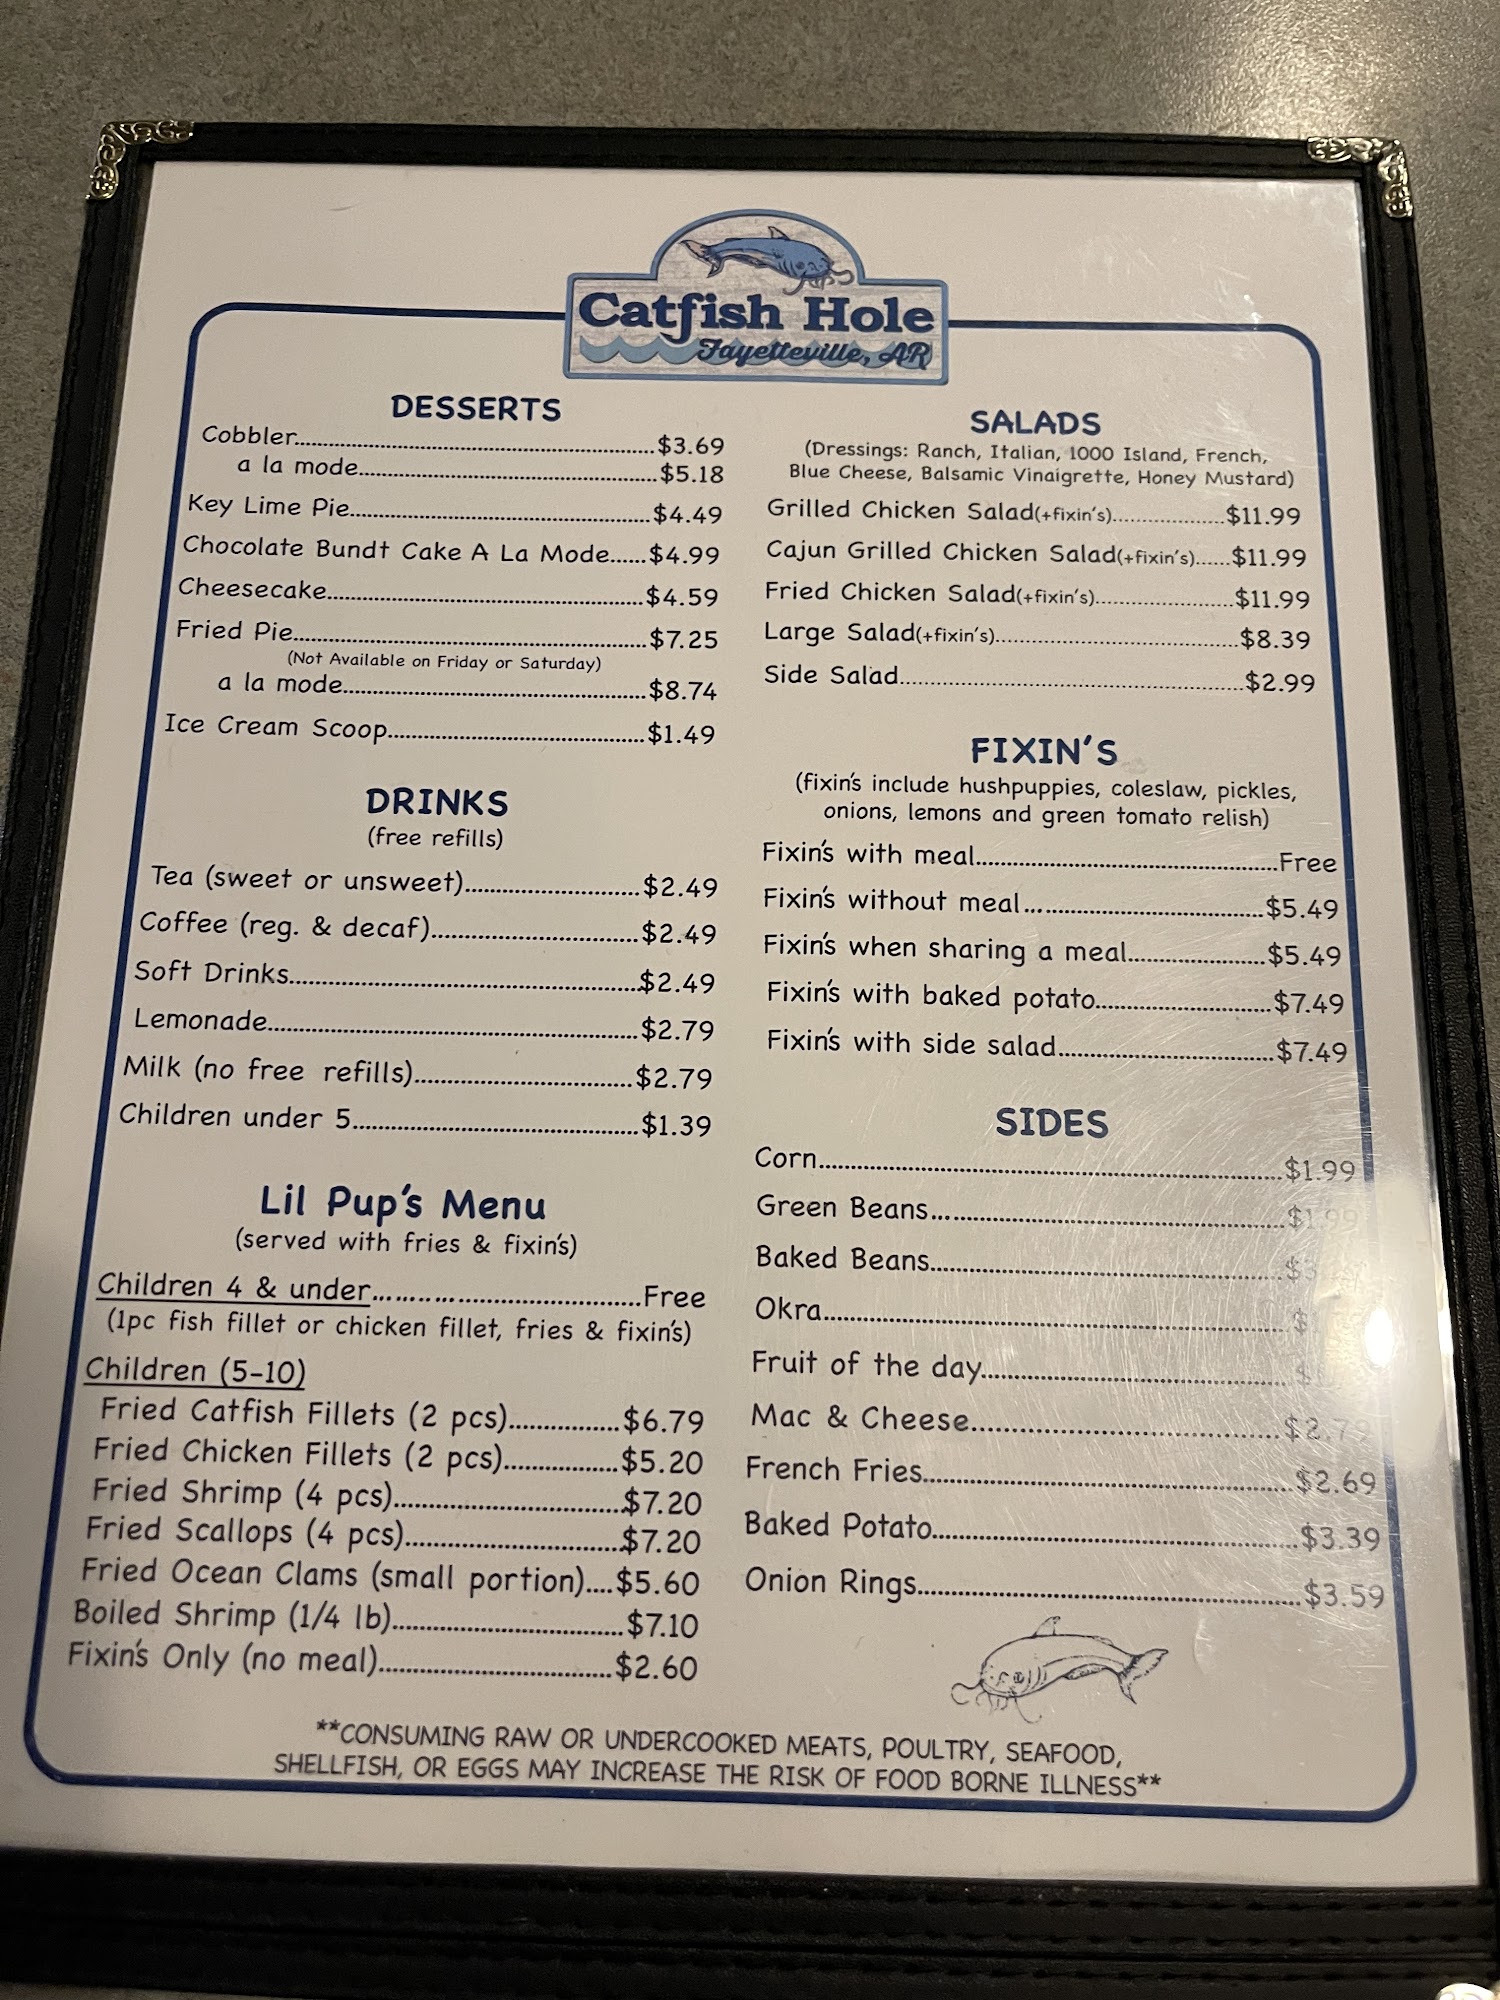 Catfish Hole
Fayetteville, AR
DESSERTS
Cobbler $3.69
a la mode $5.18
Key Lime Pie $4.49
Chocolate Bundt Cake A La Mode $4.99
Cheesecake $4.59
Fried Pie $7.25
(Not Available on Friday or Saturday)
a la mode $8.74
Ice Cream Scoop $1.49
DRINKS
(free refills)
Tea (sweet or unsweet) $2.49
Coffee (reg. & decaf) $2.49
Soft Drinks $2.49
Lemonade $2.79
Milk (no free refills) $2.79
Children under 5 $1.39
Lil Pup's Menu
(served with fries & fixin's)
Children 4 & under Free
(1pc fish fillet or chicken fillet, fries & fixin's)
Children (5-10)
Fried Catfish Fillets (2 pcs) $6.79
Fried Chicken Fillets (2 pcs) $5.20
Fried Shrimp (4 pcs) $7.20
Fried Scallops (4 pcs) $7.20
Fried Ocean Clams (small portion) $5.60
Boiled Shrimp (1/4 lb) $7.10
Fixin's Only (no meal) $2.60
SALADS
(Dressings: Ranch, Italian, 1000 Island, French,
Blue Cheese, Balsamic Vinaigrette, Honey Mustard)
Grilled Chicken Salad(+fixin's) $11.99
Cajun Grilled Chicken Salad(+fixin's) $11.99
Fried Chicken Salad(+fixin's) $11.99
Large Salad(+fixin's) $8.39
Side Salad $2.99
FIXIN'S
(fixin's include hushpuppies, coleslaw, pickles,
onions, lemons and green tomato relish)
Fixin's with meal Free
Fixin's without meal $5.49
Fixin's when sharing a meal $5.49
Fixin's with baked potato $7.49
Fixin's with side salad $7.49
SIDES
Corn $1.99
Green Beans $1.99
Baked Beans
Okra
Fruit of the day
Mac & Cheese
French Fries $2.69
Baked Potato $3.39
Onion Rings $3.59
**CONSUMING RAW OR UNDERCOOKED MEATS, POULTRY, SEAFOOD,
SHELLFISH, OR EGGS MAY INCREASE THE RISK OF FOOD BORNE ILLNESS**